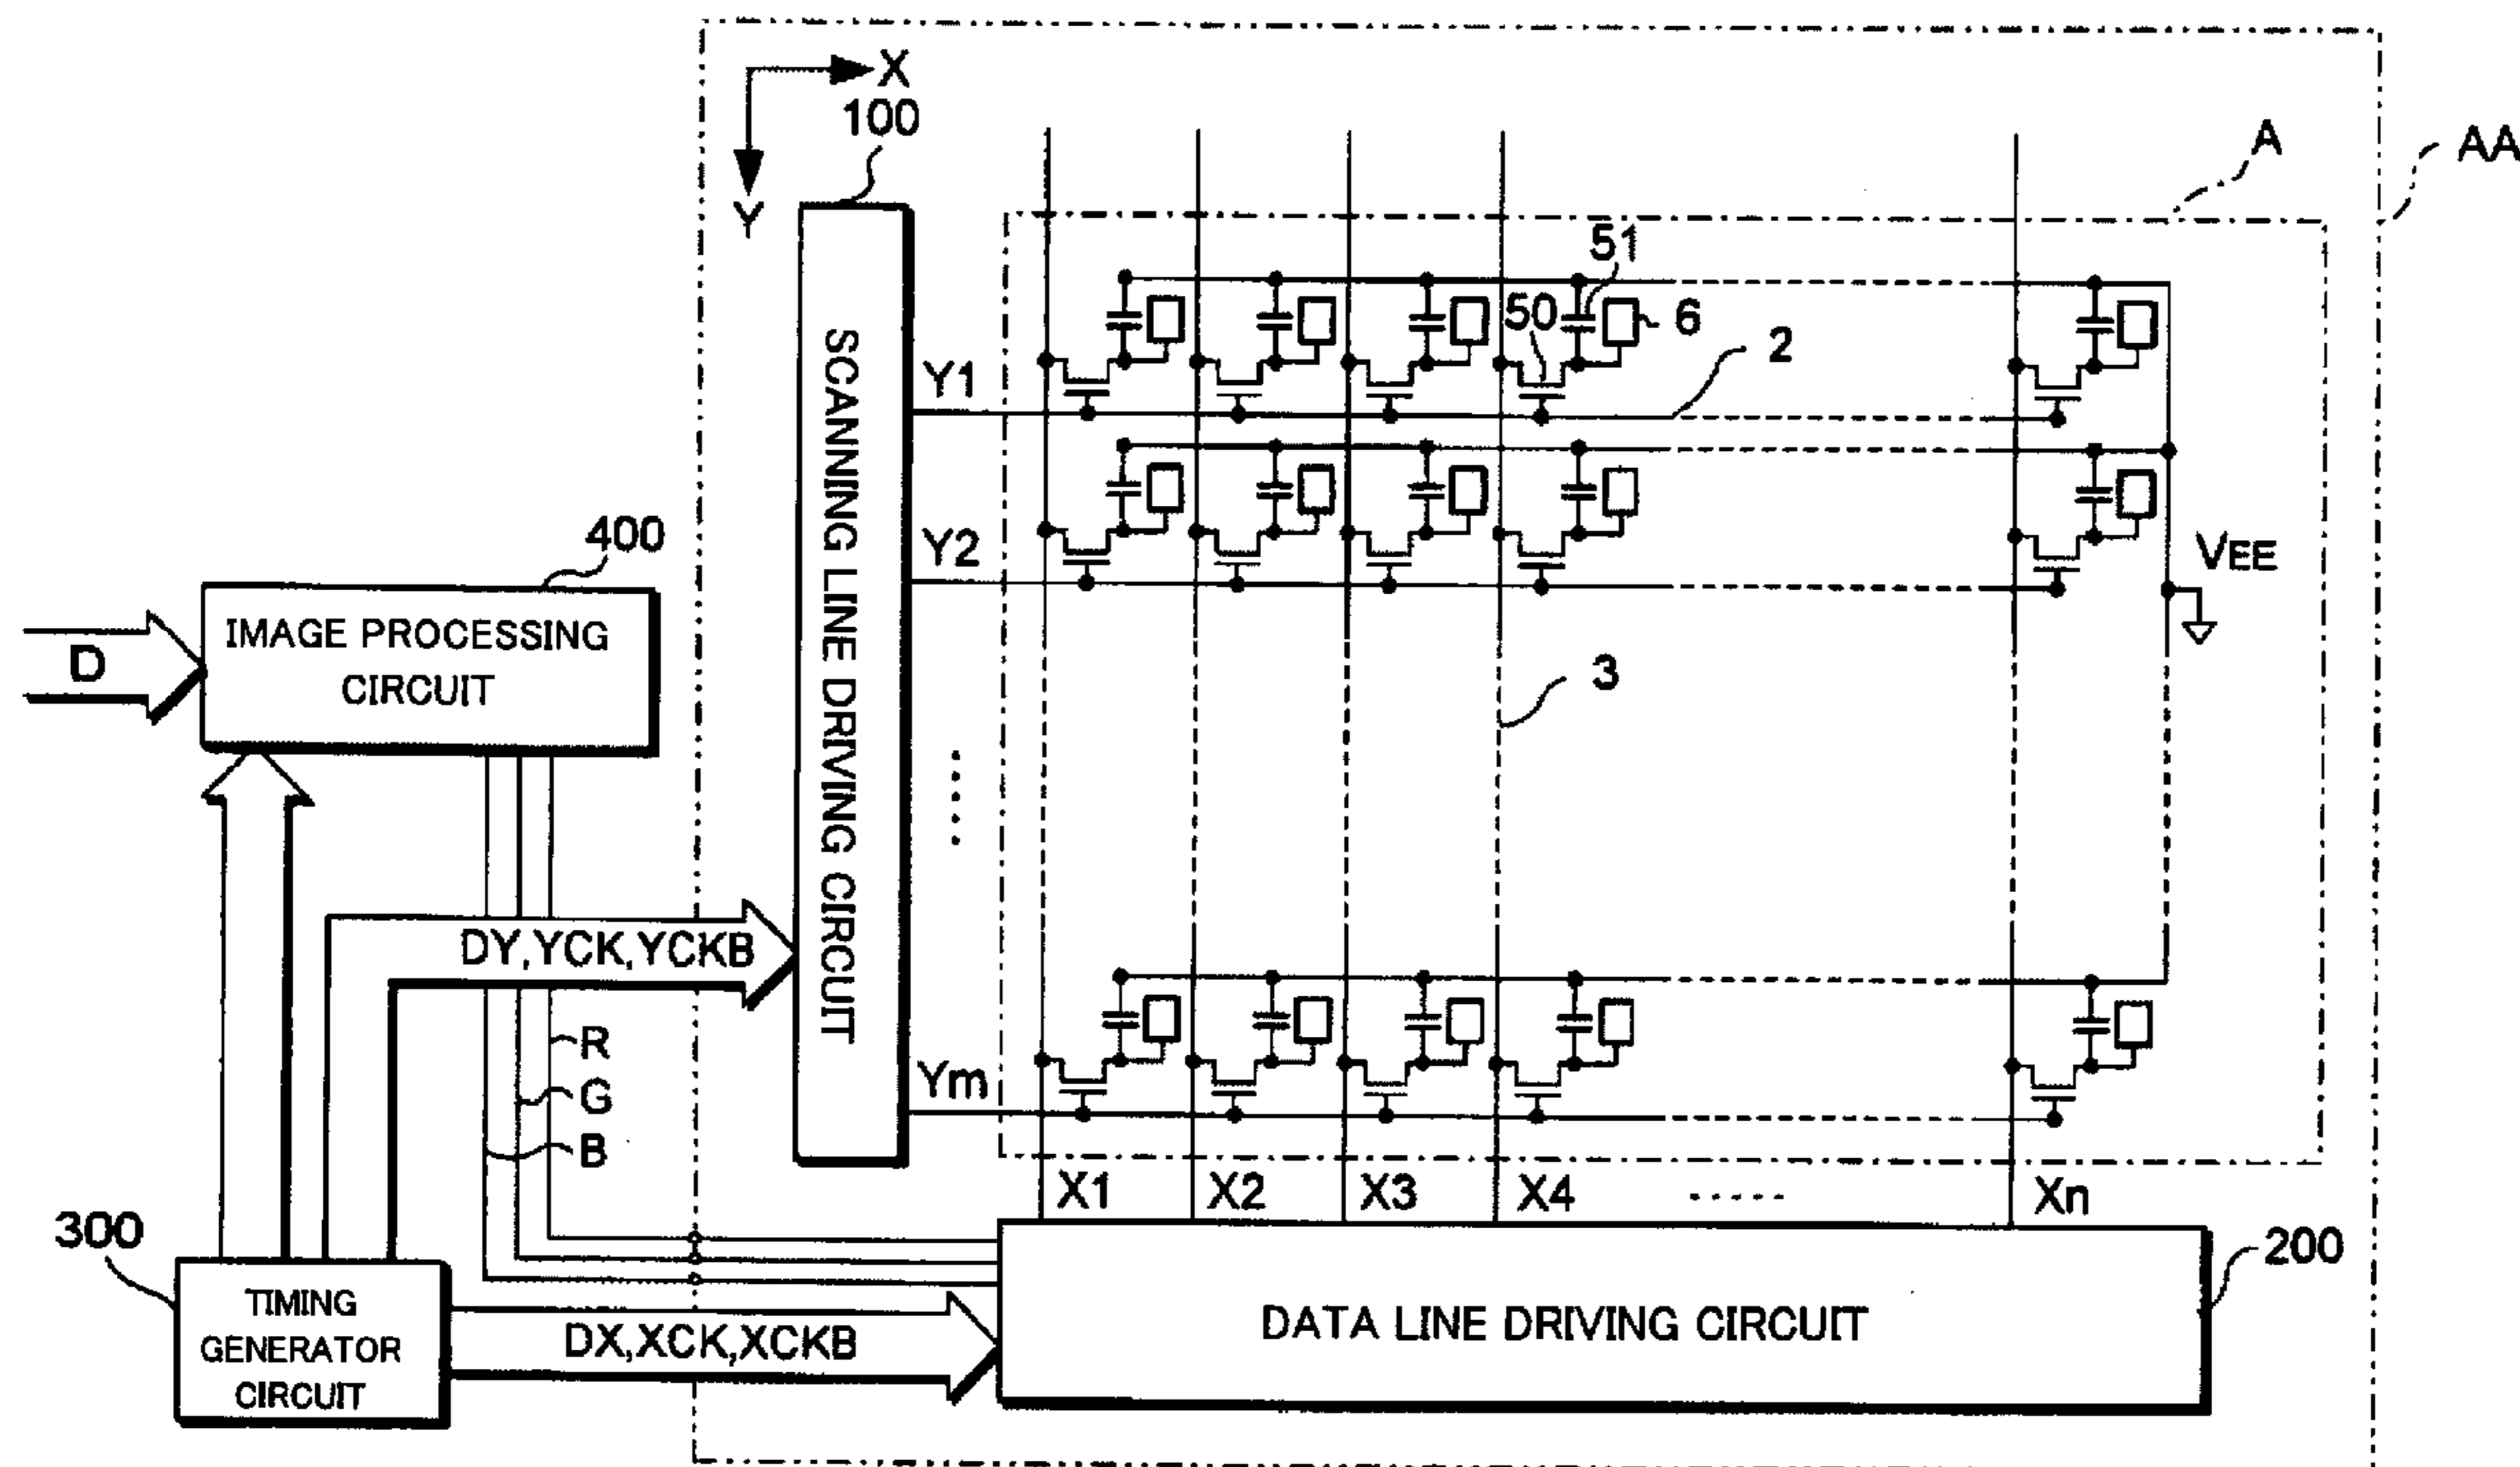 X
100
Y
A
AA
51
50
6
2
Y1
Y2
VEE
400
IMAGE PROCESSING
CIRCUIT
D
SCANNING LINE DRIVING CIRCUIT
3
DY,YCK,YCKB
R
G
B
Ym
X1
X2
X3
X4
.....
Xn
300
TIMING
GENERATOR
CIRCUIT
DX,XCK,XCKB
DATA LINE DRIVING CIRCUIT
200